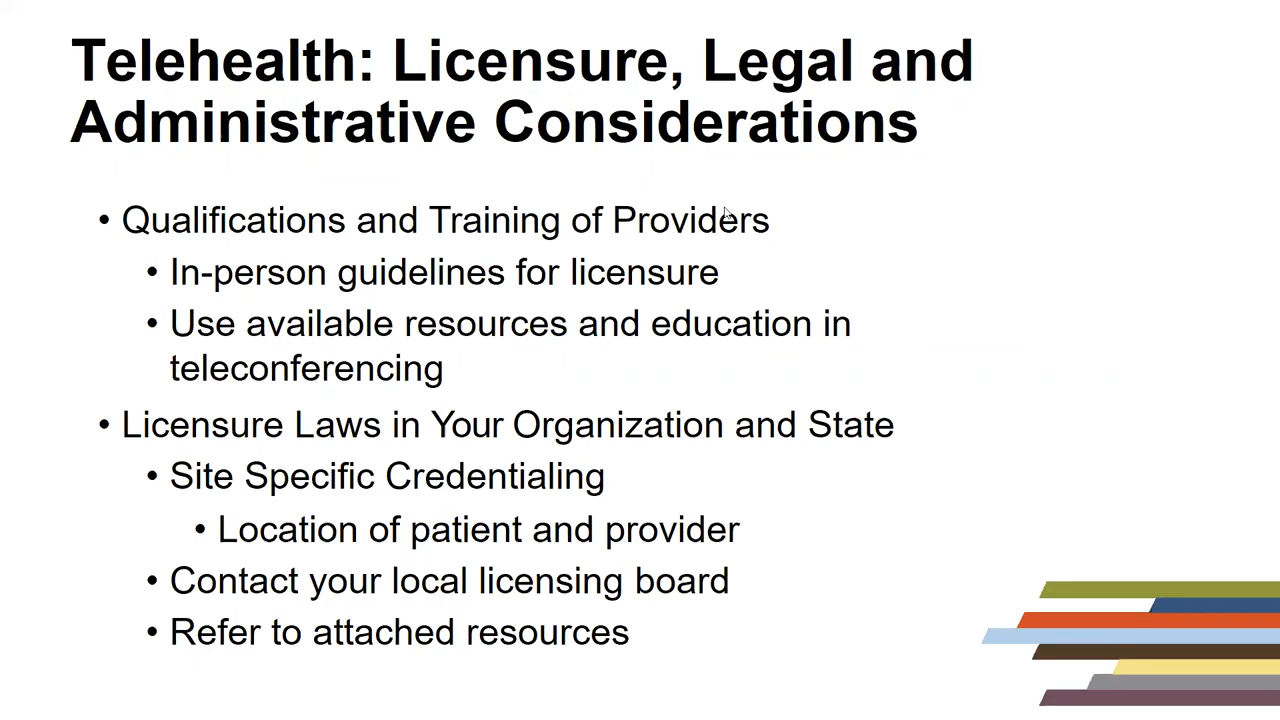 Telehealth: Licensure, Legal and
Administrative Considerations
• Qualifications and Training of Providers
• In-person guidelines for licensure
• Use available resources and education in
teleconferencing
• Licensure Laws in Your Organization and State
• Site Specific Credentialing
• Location of patient and provider
• Contact your local licensing board
• Refer to attached resources